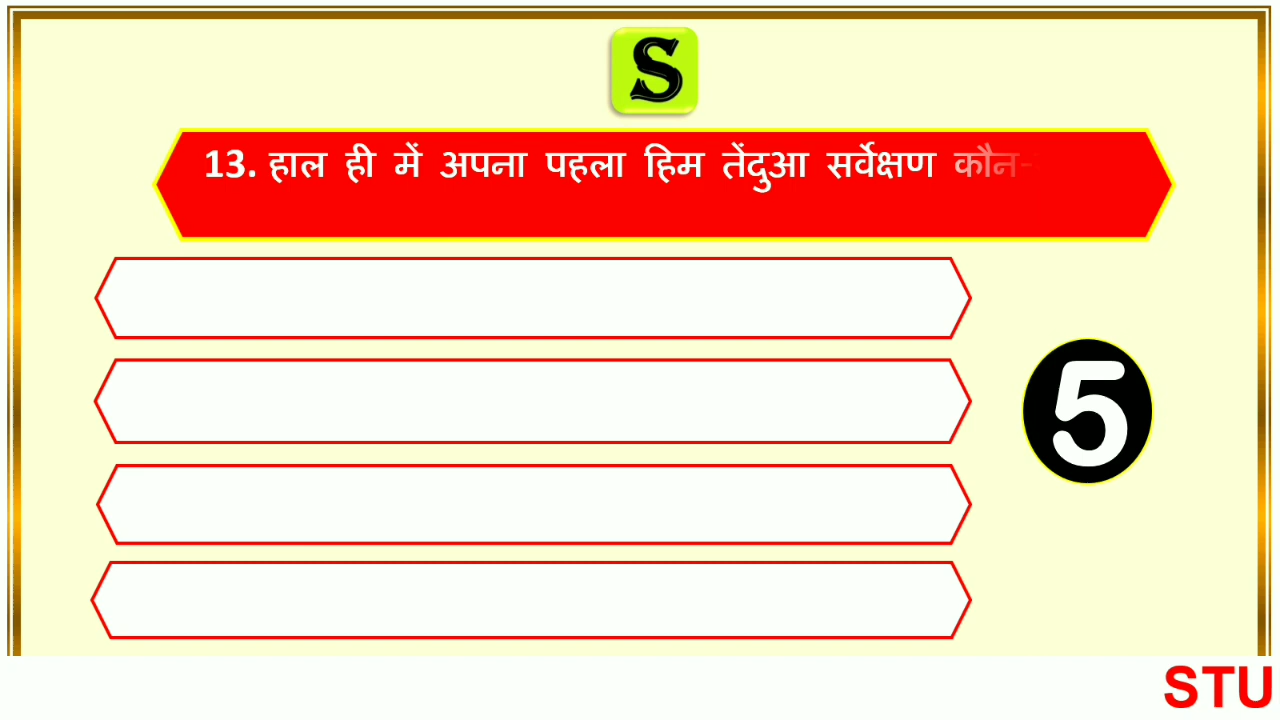 S
13. हाल ही में अपना पहला हिम तेंदुआ सर्वेक्षण कौन-
5
STU